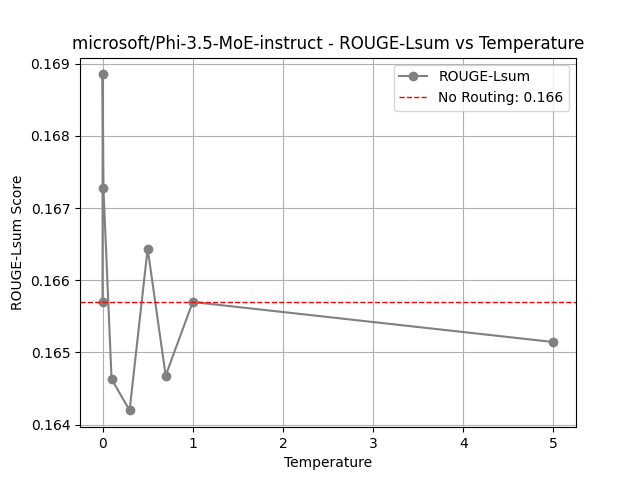 microsoft/Phi-3.5-MoE-instruct - ROUGE-Lsum vs Temperature
ROUGE-Lsum
No Routing: 0.166
ROUGE-Lsum Score
0.169
0.168
0.167
0.166
0.165
0.164
0
1
2
3
4
5
Temperature